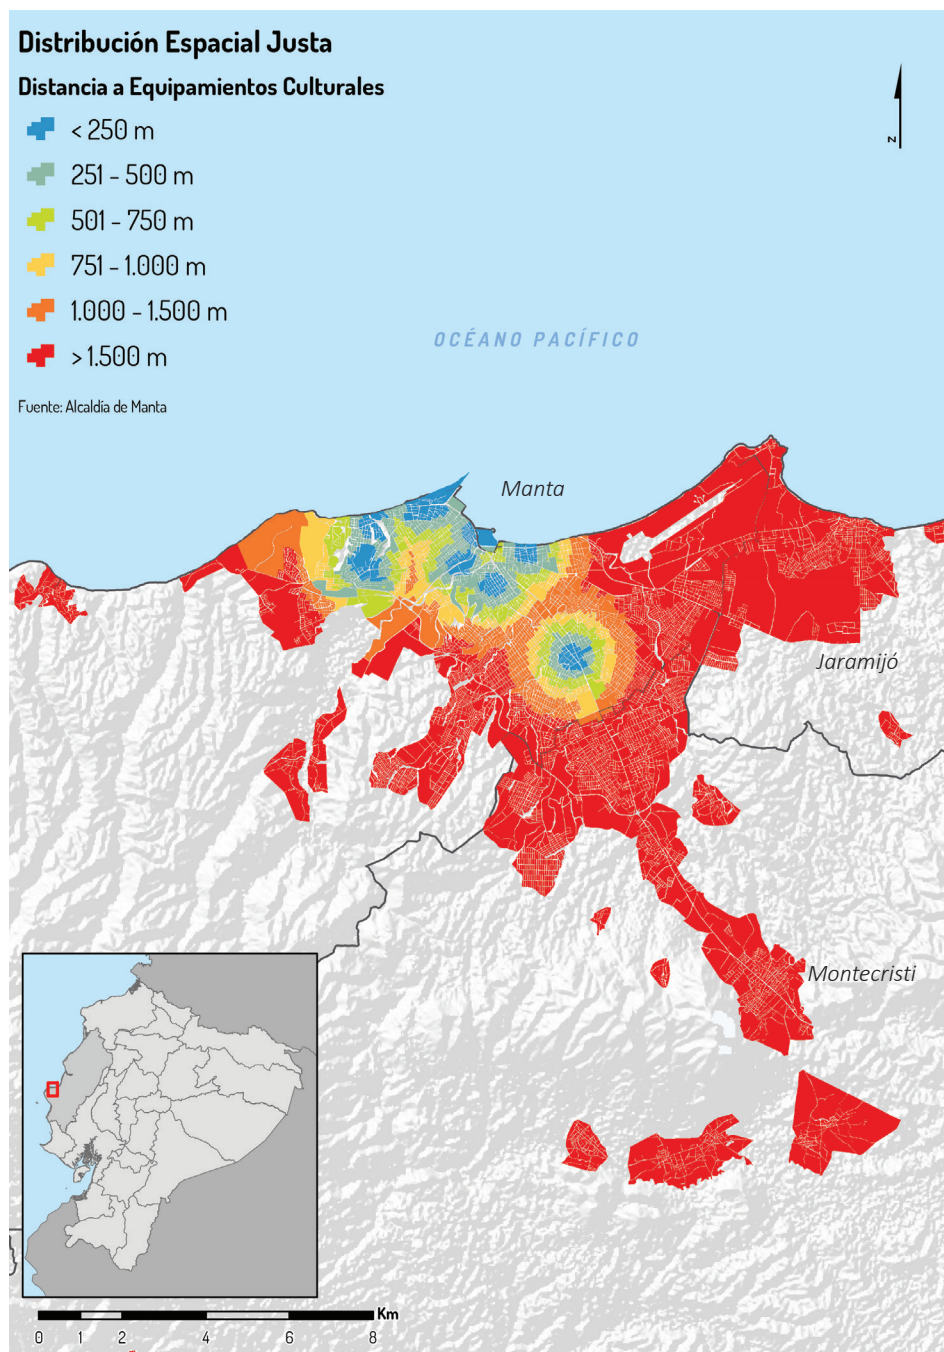 Distribución Espacial Justa
Distancia a Equipamientos Culturales
< 250 m
251 - 500 m
501 - 750 m
751 - 1.000 m
1.000 - 1.500 m
> 1.500 m
Fuente: Alcaldía de Manta
N
OCÉANO PACÍFICO
Manta
Jaramijó
Montecristi
Km
0 1 2 4 6 8